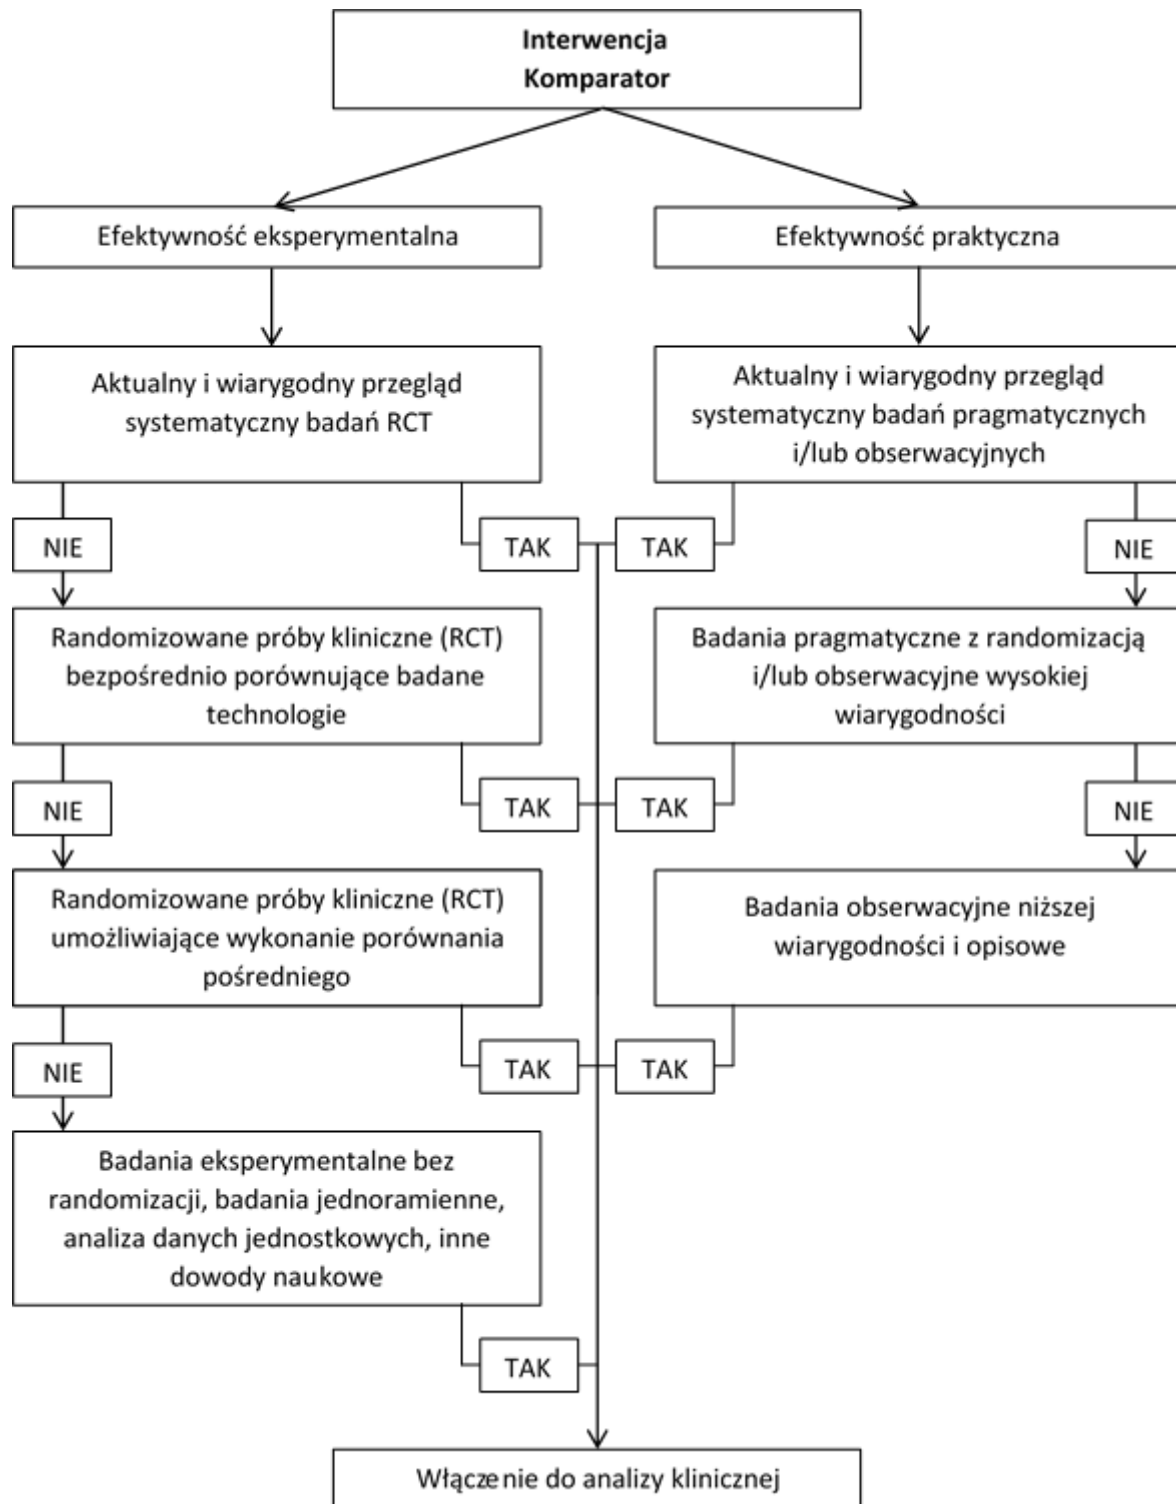 Interwencja
Komparator
Efektywność eksperymentalna
Efektywność praktyczna
Aktualny i wiarygodny przegląd
systematyczny badań RCT
Aktualny i wiarygodny przegląd
systematyczny badań pragmatycznych
i/lub obserwacyjnych
NIE
TAK
TAK
NIE
Randomizowane próby kliniczne (RCT)
bezpośrednio porównujące badane
technologie
Badania pragmatyczne z randomizacją
i/lub obserwacyjne wysokiej
wiarygodności
NIE
TAK
TAK
NIE
Randomizowane próby kliniczne (RCT)
umożliwiające wykonanie porównania
pośredniego
Badania obserwacyjne niższej
wiarygodności i opisowe
NIE
TAK
TAK
Badania eksperymentalne bez
randomizacji, badania jednoramienne,
analiza danych jednostkowych, inne
dowody naukowe
TAK
Włączenie do analizy klinicznej